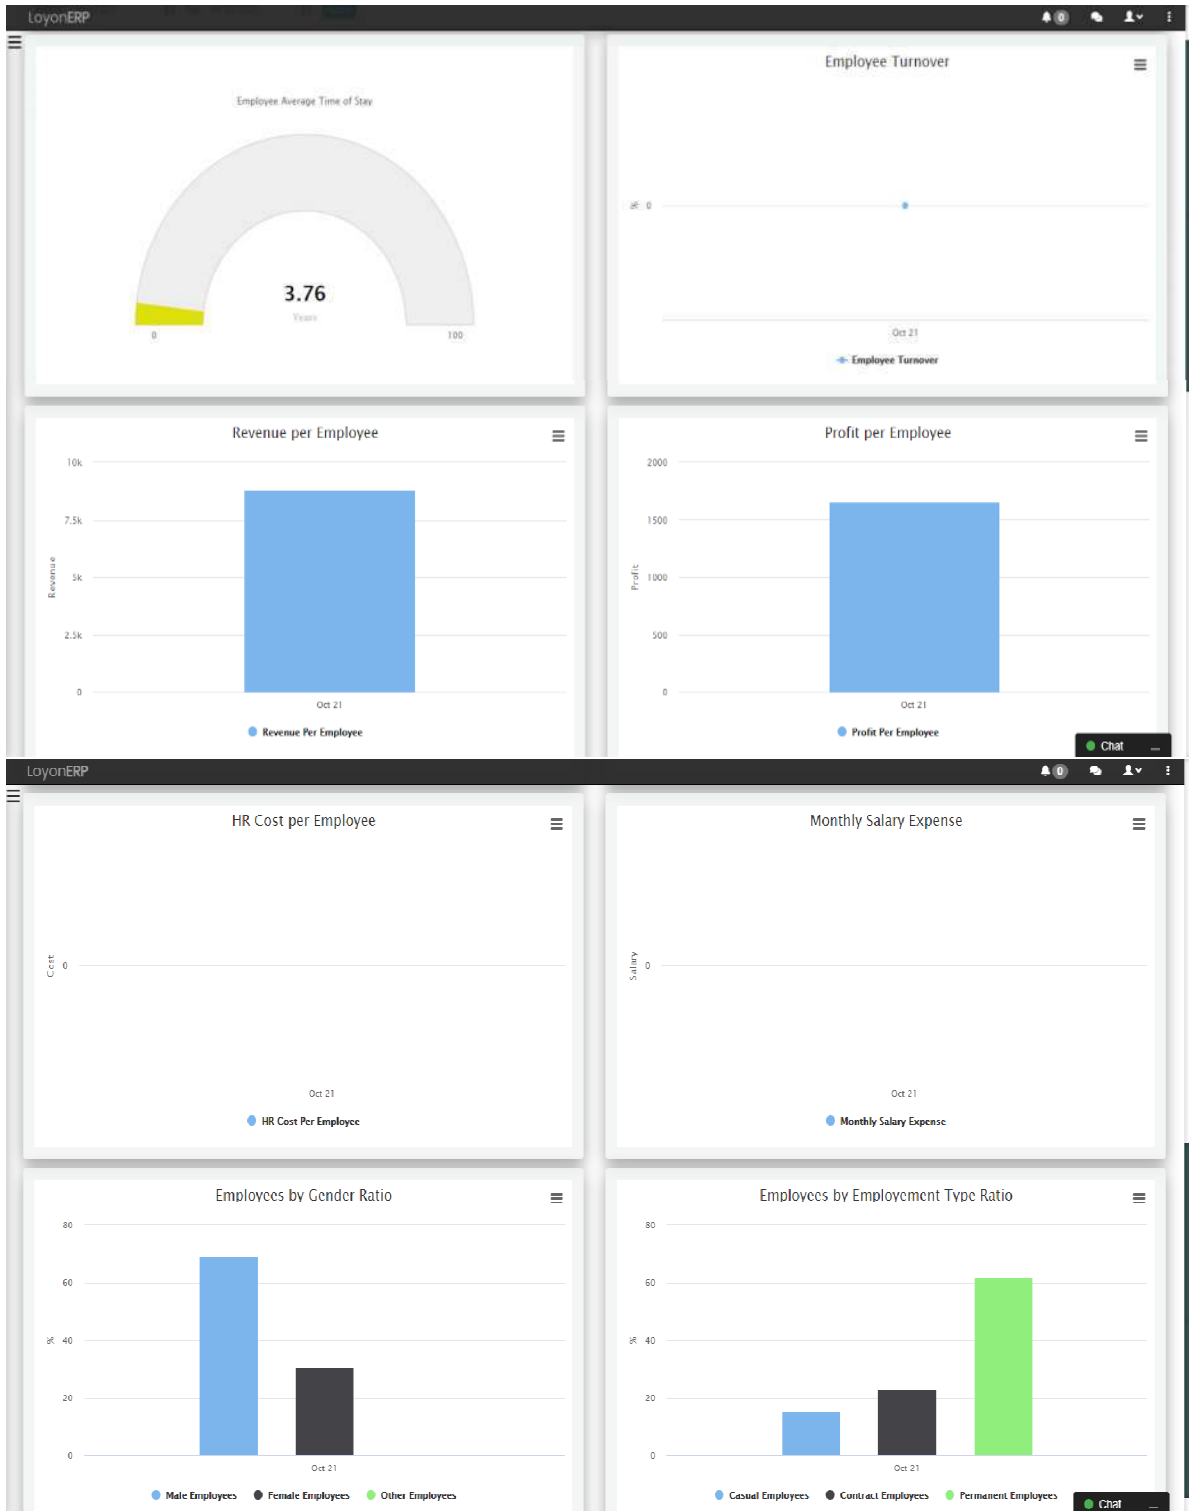 LoyonERP
0
Employee Average Time of Stay
3.76
Years
0
100
Employee Turnover
%
0
Oct 21
Employee Turnover
Revenue per Employee
10k
7.5k
5k
2.5k
0
Revenue
Oct 21
Revenue Per Employee
Profit per Employee
2000
1500
1000
500
0
Profit
Oct 21
Profit Per Employee
Chat
LoyonERP
0
HR Cost per Employee
Cost
0
Oct 21
HR Cost Per Employee
Monthly Salary Expense
Salary
0
Oct 21
Monthly Salary Expense
Employees by Gender Ratio
80
60
40
20
0
%
Oct 21
Male Employees Female Employees Other Employees
Employees by Employement Type Ratio
80
60
40
20
0
%
Oct 21
Casual Employees Contract Employees Permanent Employees
Chat